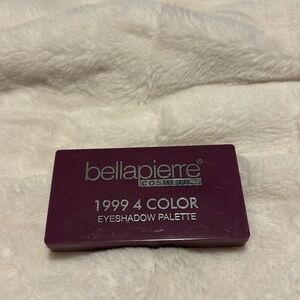 bellapierre®
COSMETICS
1999 4 COLOR
EYESHADOW PALETTE